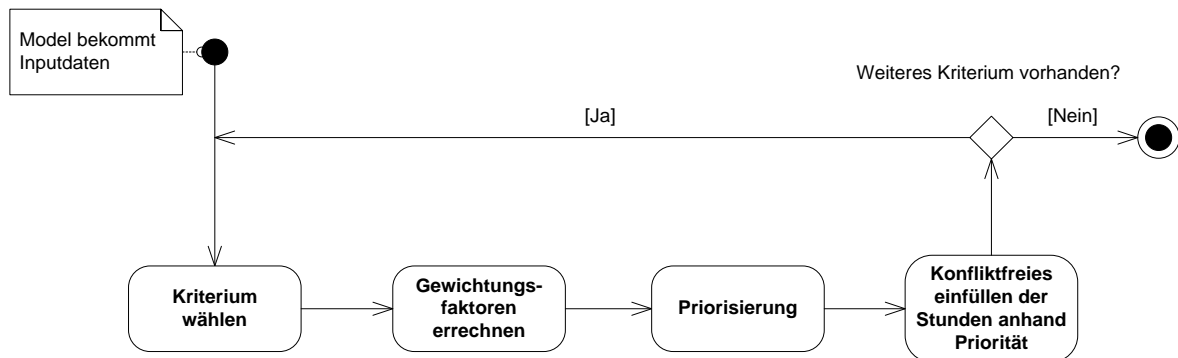 Model bekommt
Inputdaten
Weiteres Kriterium vorhanden?
[Ja]
[Nein]
Kriterium
wählen
Gewichtungs-
faktoren
errechnen
Priorisierung
Konfliktfreies
einfüllen der
Stunden anhand
Priorität